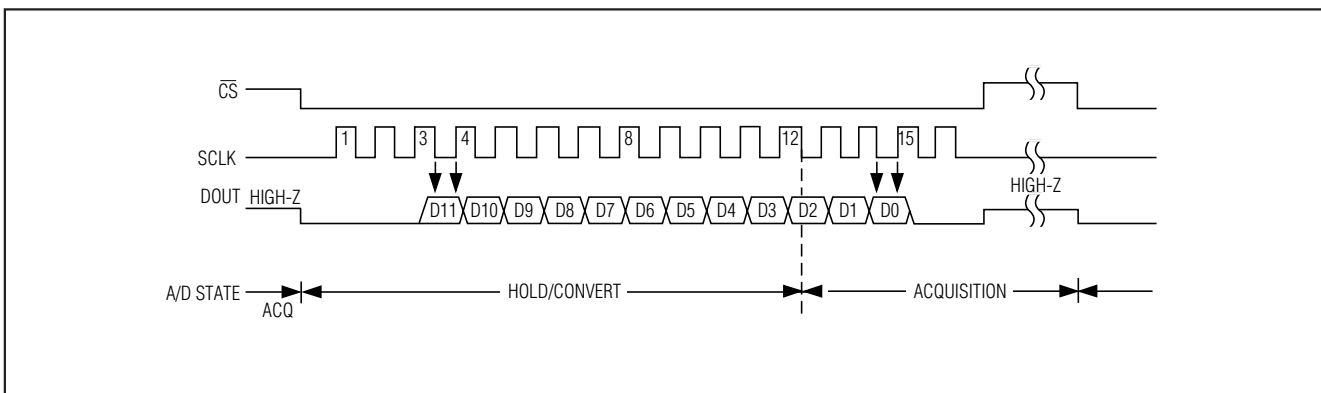 C̅S̅
1 3 4 8 12 15
SCLK
DOUT HIGH-Z HIGH-Z
D11 D10 D9 D8 D7 D6 D5 D4 D3 D2 D1 D0
A/D STATE HOLD/CONVERT ACQUISITION
ACQ